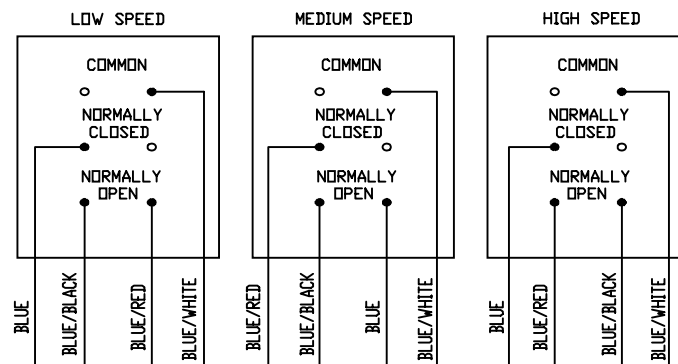 LOW SPEED
MEDIUM SPEED
HIGH SPEED
COMMON
NORMALLY
CLOSED
NORMALLY
OPEN
BLUE
BLUE/BLACK
BLUE/RED
BLUE/WHITE
COMMON
NORMALLY
CLOSED
NORMALLY
OPEN
BLUE/RED
BLUE/BLACK
BLUE
BLUE/WHITE
COMMON
NORMALLY
CLOSED
NORMALLY
OPEN
BLUE
BLUE/RED
BLUE/BLACK
BLUE/WHITE